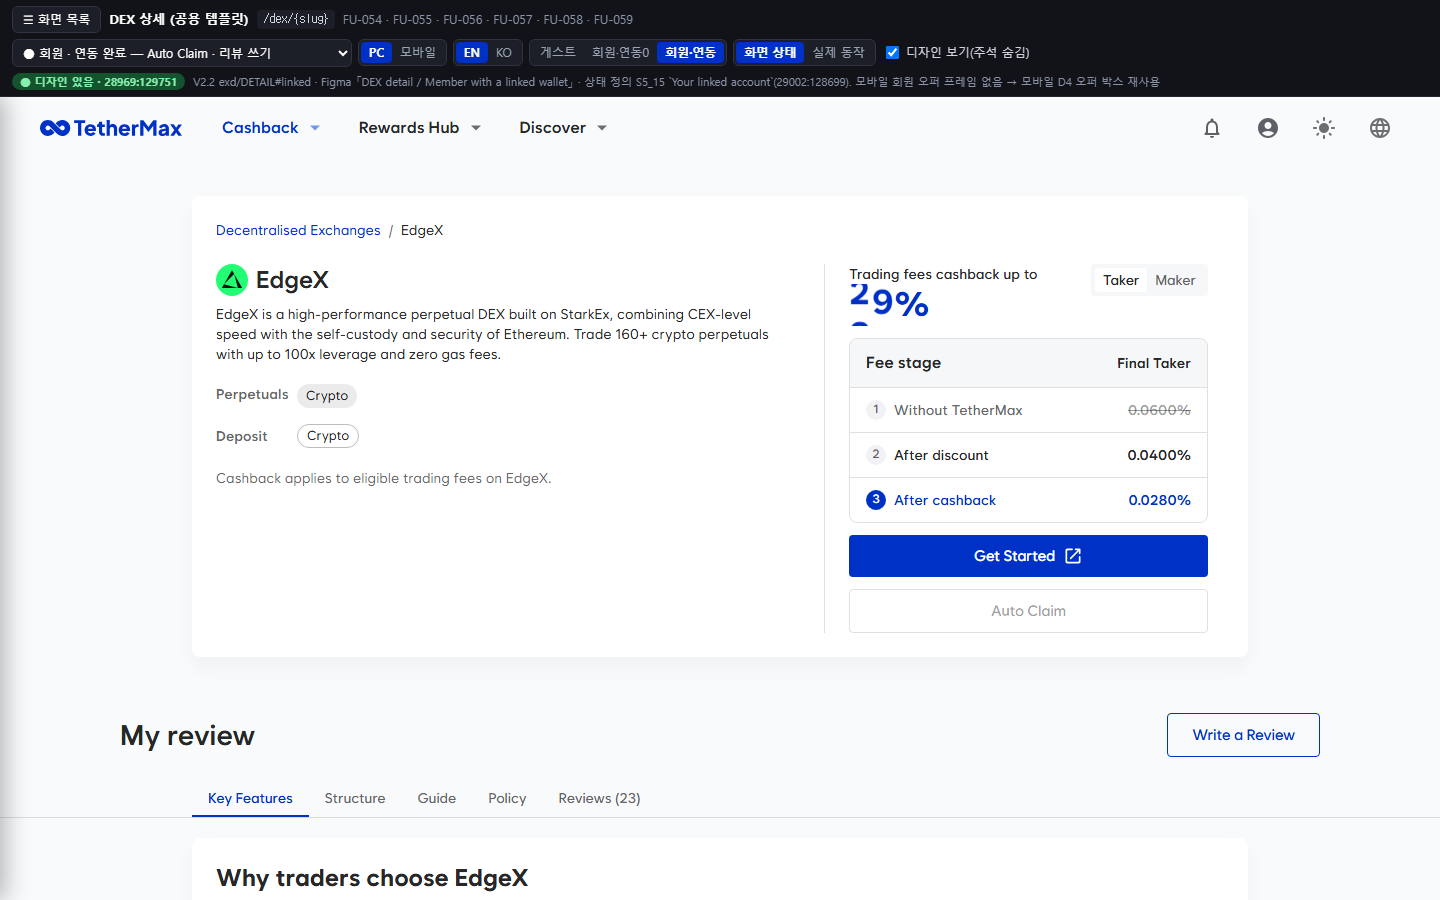 ☰ 화면 목록 DEX 상세 (공용 템플릿) /dex/{slug} FU-054 · FU-055 · FU-056 · FU-057 · FU-058 · FU-059
● 회원 · 연동 완료 — Auto Claim · 리뷰 쓰기 PC 모바일 EN KO 게스트 회원·연동0 회원·연동 화면 상태 실제 동작 디자인 보기(주석 숨김)
● 디자인 있음 · 28969:129751 V2.2 exd/DETAIL#linked · Figma 「DEX detail / Member with a linked wallet」 · 상태 정의 S5_15 `Your linked account`(29002:128699). 모바일 회원 오퍼 프레임 없음 → 모바일 D4 오퍼 박스 재사용
TetherMax Cashback Rewards Hub Discover
Decentralised Exchanges / EdgeX
EdgeX
EdgeX is a high-performance perpetual DEX built on StarkEx, combining CEX-level
speed with the self-custody and security of Ethereum. Trade 160+ crypto perpetuals
with up to 100x leverage and zero gas fees.
Perpetuals Crypto
Deposit Crypto
Cashback applies to eligible trading fees on EdgeX.
Trading fees cashback up to
Taker Maker
29%
Fee stage Final Taker
1 Without TetherMax 0.0600%
2 After discount 0.0400%
3 After cashback 0.0280%
Get Started
Auto Claim
My review
Write a Review
Key Features Structure Guide Policy Reviews (23)
Why traders choose EdgeX